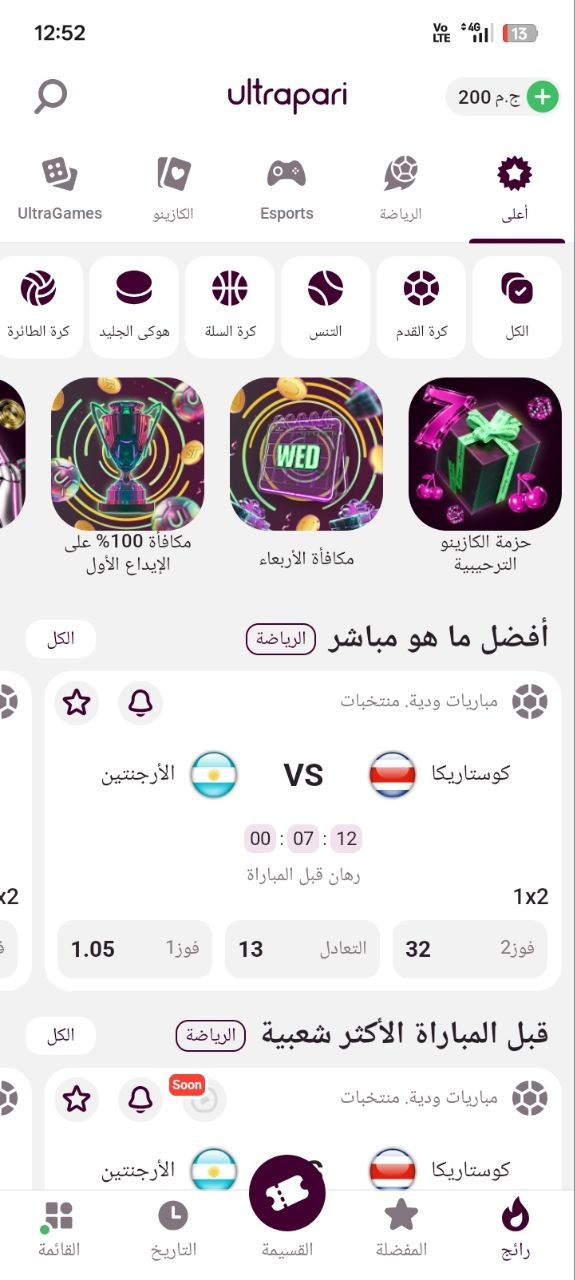 12:52
Vo LTE 4G 13
ultrapari
200 ج.م
أعلى
الرياضة
Esports
الكازينو
UltraGames
الكل
كرة القدم
التنس
كرة السلة
هوكي الجليد
كرة الطائرة
WED
7
حزمة الكازينو
الترحيبية
مكافأة الأربعاء
مكافأة 100% على
الإيداع الأول
أفضل ما هو مباشر
الرياضة
الكل
مباريات ودية. منتخبات
كوستاريكا
VS
الأرجنتين
00 : 07 : 12
رهان قبل المباراة
1x2
x2
فوز2 32
التعادل 13
فوز1 1.05
قبل المباراة الأكثر شعبية
الرياضة
الكل
مباريات ودية. منتخبات
Soon
كوستاريكا
الأرجنتين
رائج
المفضلة
القسيمة
التاريخ
القائمة